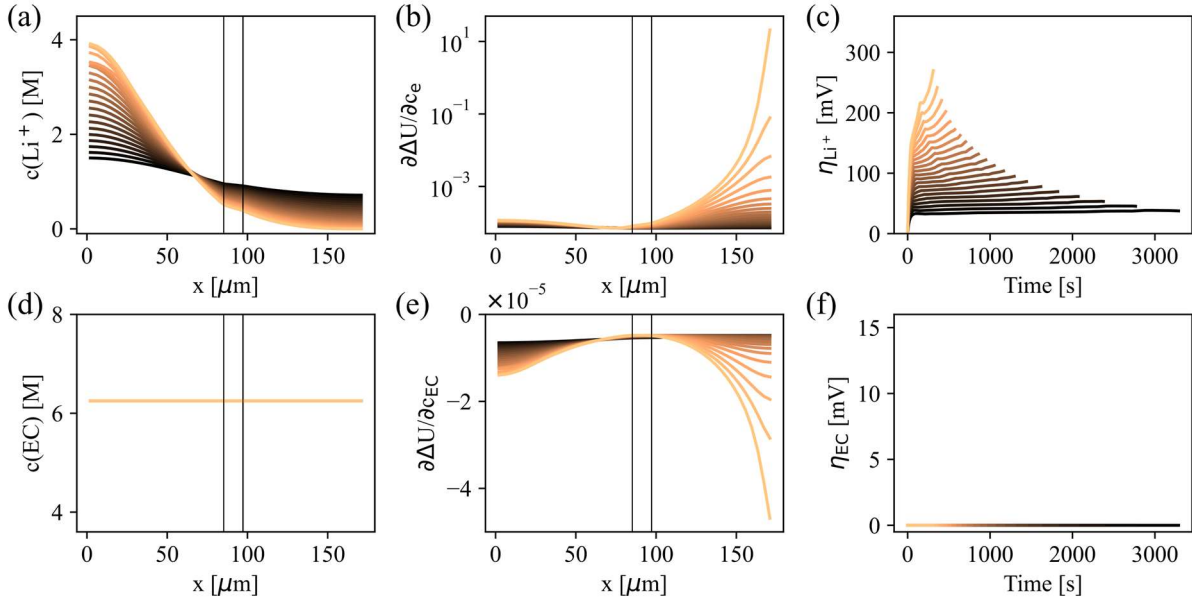 (a)
c(Li⁺) [M]
4
2
0
0 50 100 150
x [μm]
(b)
∂ΔU/∂cₑ
10¹
10⁻¹
10⁻³
0 50 100 150
x [μm]
(c)
η_Li⁺ [mV]
300
200
100
0
0 1000 2000 3000
Time [s]
(d)
c(EC) [M]
8
6
4
0 50 100 150
x [μm]
(e)
×10⁻⁵
∂ΔU/∂c_EC
0
−2
−4
0 50 100 150
x [μm]
(f)
η_EC [mV]
15
10
5
0
0 1000 2000 3000
Time [s]